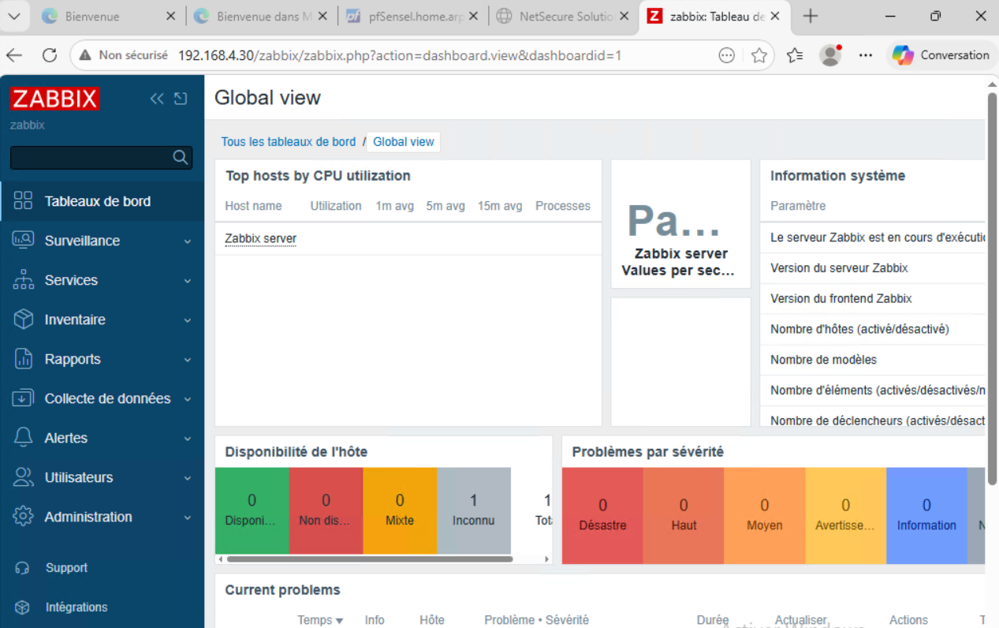 Bienvenue
Bienvenue dans M
pfSensel.home.arp
NetSecure Solutio
zabbix: Tableau de
Non sécurisé 192.168.4.30/zabbix/zabbix.php?action=dashboard.view&dashboardid=1
Conversation
ZABBIX
zabbix
Tableaux de bord
Surveillance
Services
Inventaire
Rapports
Collecte de données
Alertes
Utilisateurs
Administration
Support
Intégrations
Global view
Tous les tableaux de bord / Global view
Top hosts by CPU utilization
Host name Utilization 1m avg 5m avg 15m avg Processes
Zabbix server
Pa...
Zabbix server
Values per sec...
Information système
Paramètre
Le serveur Zabbix est en cours d'exécutio
Version du serveur Zabbix
Version du frontend Zabbix
Nombre d'hôtes (activé/désactivé)
Nombre de modèles
Nombre d'éléments (activés/désactivés/n
Nombre de déclencheurs (activés/désact
Disponibilité de l'hôte
0 0 0 1 1
Disponi... Non dis... Mixte Inconnu Tota
Problèmes par sévérité
0 0 0 0 0
Désastre Haut Moyen Avertisse... Information N
Current problems
Temps ▼ Info Hôte Problème • Sévérité Durée Actualiser Actions T
Activer Windows